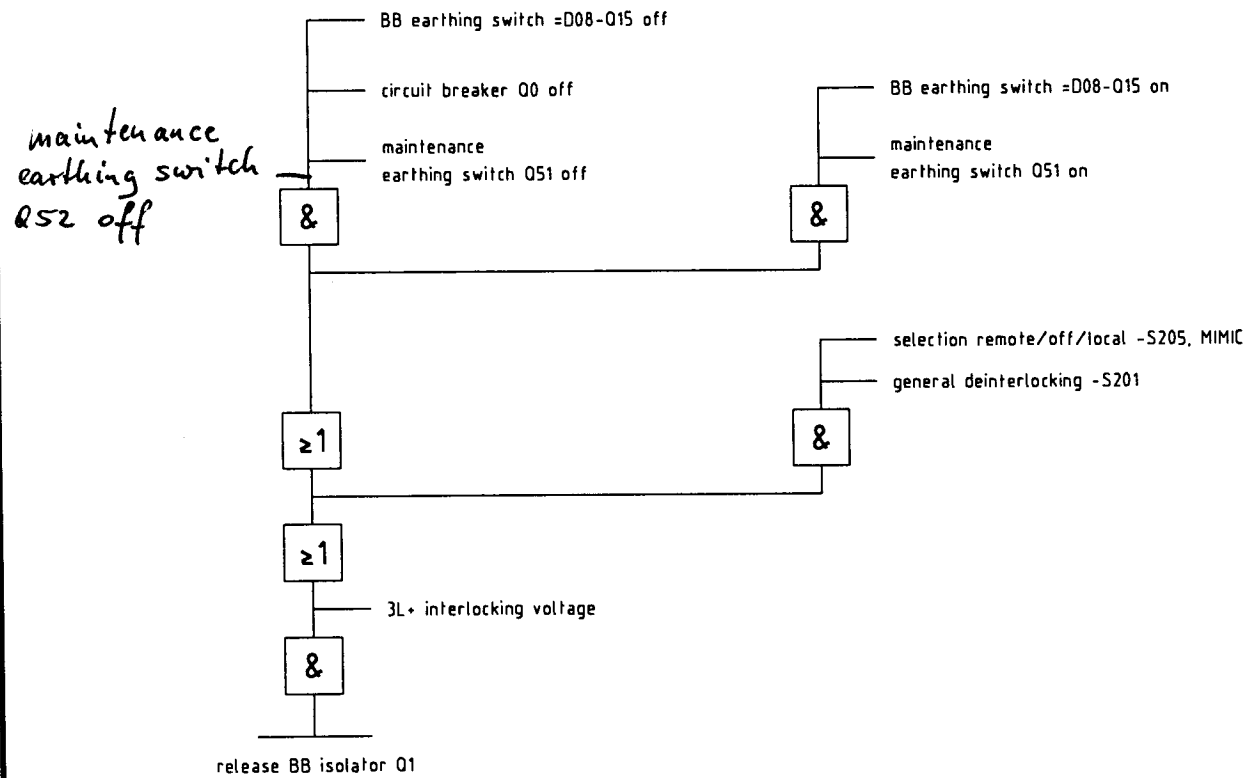 BB earthing switch =D08-Q15 off
circuit breaker Q0 off
maintenance
earthing switch Q51 off
maintenance
earthing switch
Q52 off
&
BB earthing switch =D08-Q15 on
maintenance
earthing switch Q51 on
&
selection remote/off/local -S205, MIMIC
general deinterlocking -S201
&
≥1
≥1
3L+ interlocking voltage
&
release BB isolator Q1